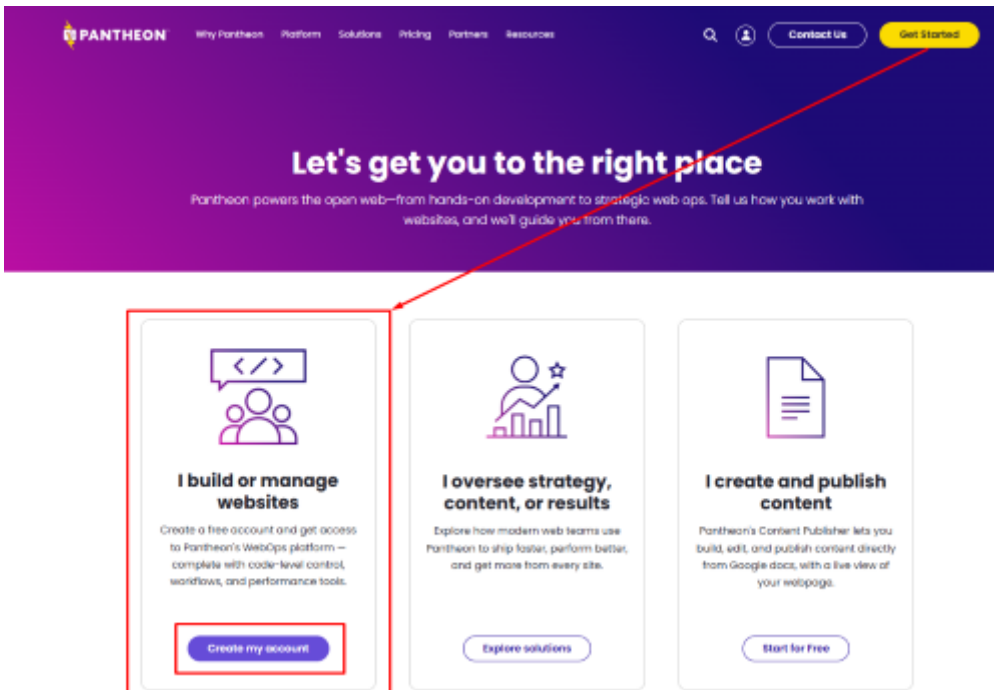 PANTHEON Why Pantheon Platform Solutions Pricing Partners Resources Contact Us Get Started
Let's get you to the right place
Pantheon powers the open web—from hands-on development to strategic web ops. Tell us how you work with
websites, and we'll guide you from there.
</>
I build or manage
websites
Create a free account and get access
to Pantheon's WebOps platform —
complete with code-level control,
workflows, and performance tools.
Create my account
I oversee strategy,
content, or results
Explore how modern web teams use
Pantheon to ship faster, perform better,
and get more from every site.
Explore solutions
I create and publish
content
Pantheon's Content Publisher lets you
build, edit, and publish content directly
from Google docs, with a live view of
your webpage.
Start for Free